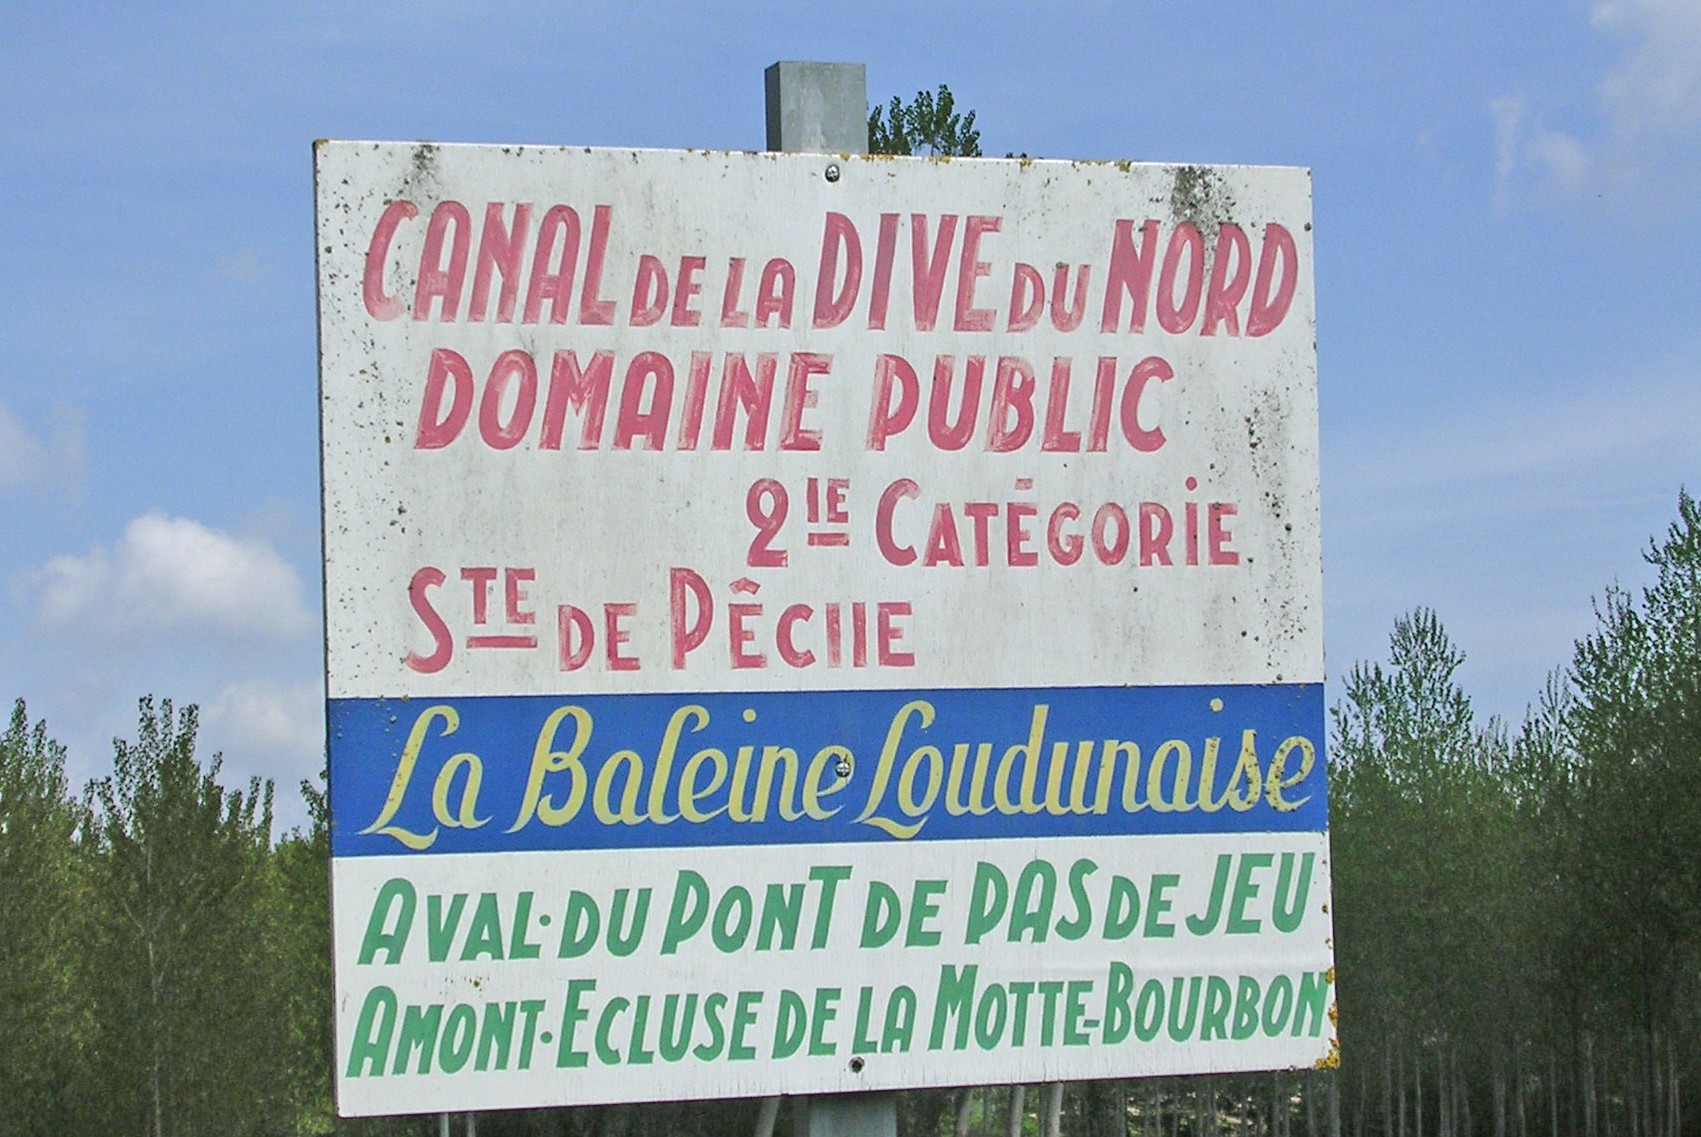 CANAL DE LA DIVE DU NORD
DOMAINE PUBLIC
2IE CATÉGORIE
STE DE PÊCHE
La Baleine Loudunaise
AVAL·DU PONT DE PAS DE JEU
AMONT·ECLUSE DE LA MOTTE-BOURBON